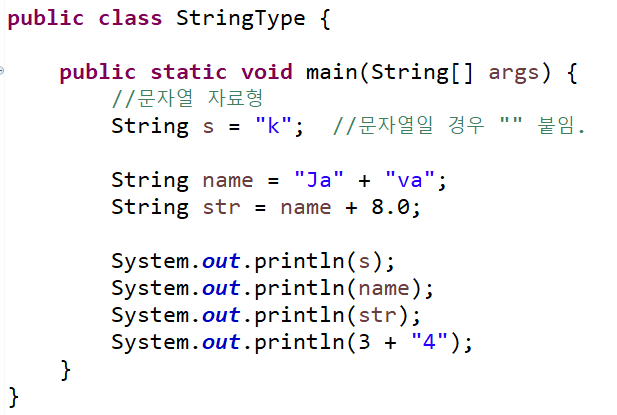 public class StringType {
public static void main(String[] args) {
//문자열 자료형
String s = "k"; //문자열일 경우 "" 붙임.
String name = "Ja" + "va";
String str = name + 8.0;
System.out.println(s);
System.out.println(name);
System.out.println(str);
System.out.println(3 + "4");
}
}